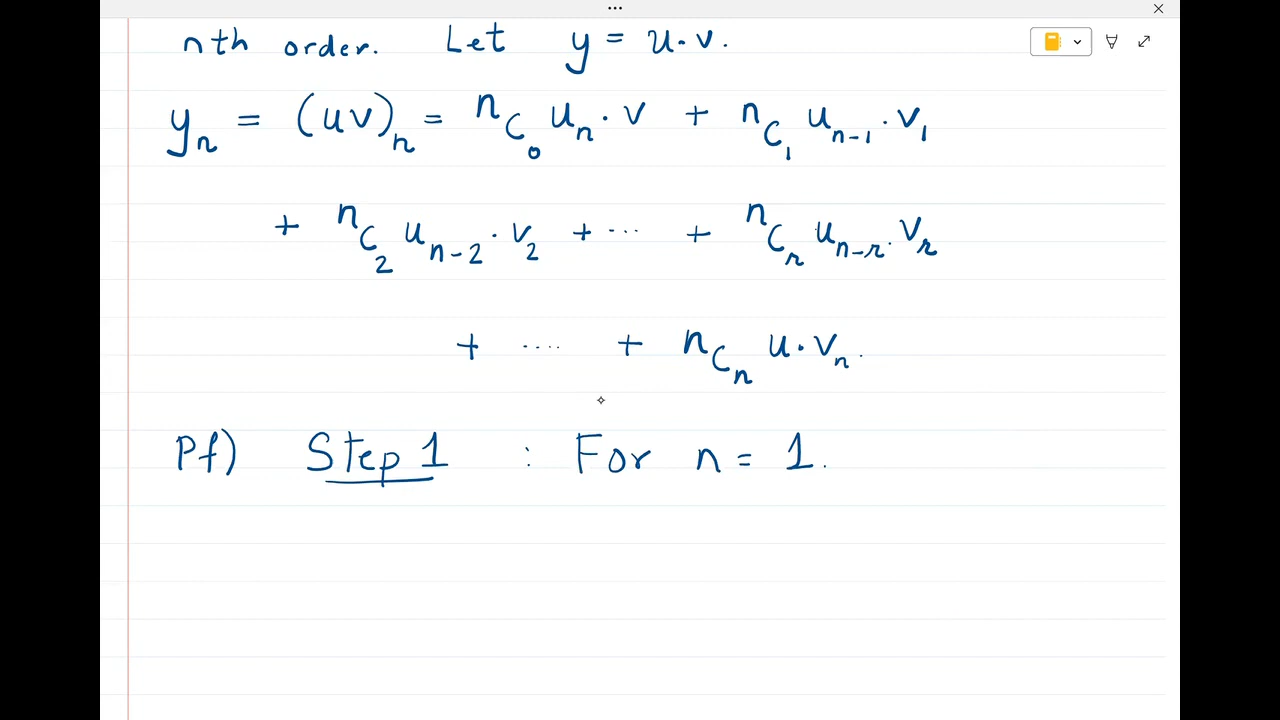 nth order. Let y = u·v.
yₙ = (uv)ₙ = ⁿC₀ uₙ·v + ⁿC₁ uₙ₋₁·v₁
+ ⁿC₂ uₙ₋₂·v₂ + ... + ⁿCᵣ uₙ₋ᵣ·vᵣ
+ .... + ⁿCₙ u·vₙ.
Pf) Step 1 : For n = 1.